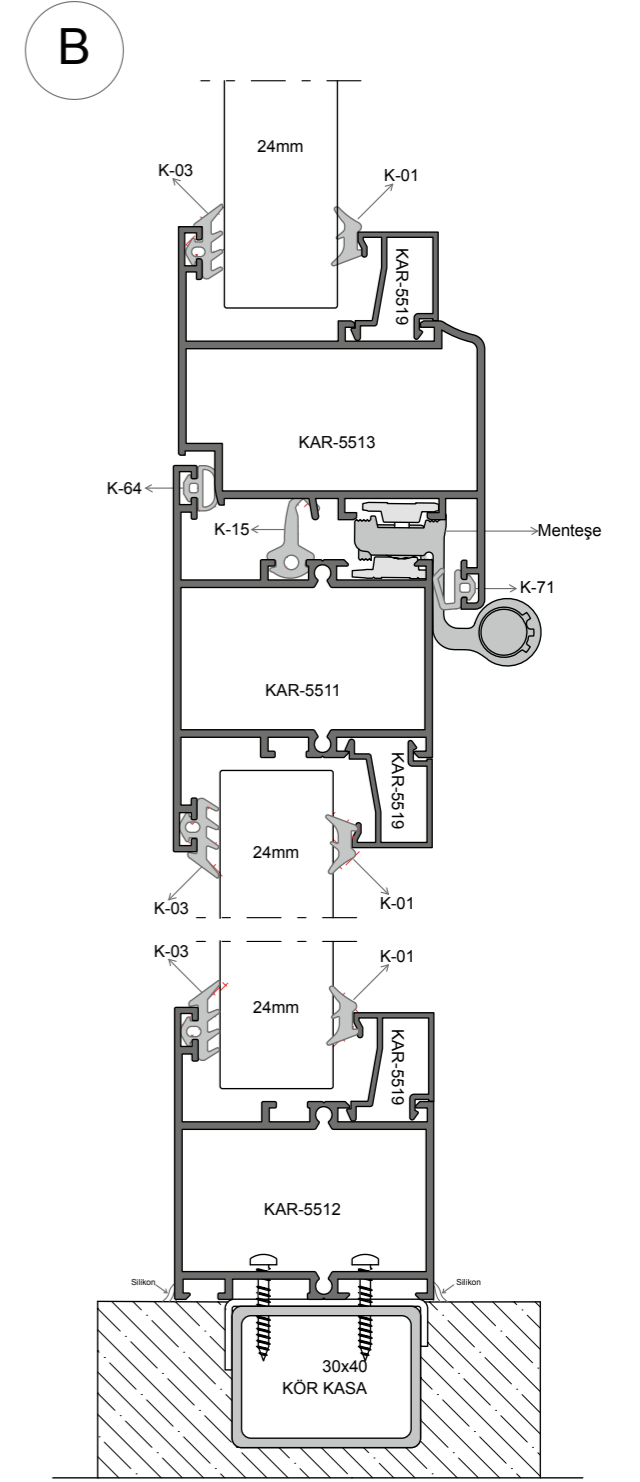 B
24mm
K-03
K-01
KAR-5519
KAR-5513
K-64
K-15
Menteşe
K-71
KAR-5511
KAR-5519
24mm
K-03
K-01
K-03
K-01
24mm
KAR-5519
KAR-5512
Silikon
Silikon
30x40
KÖR KASA